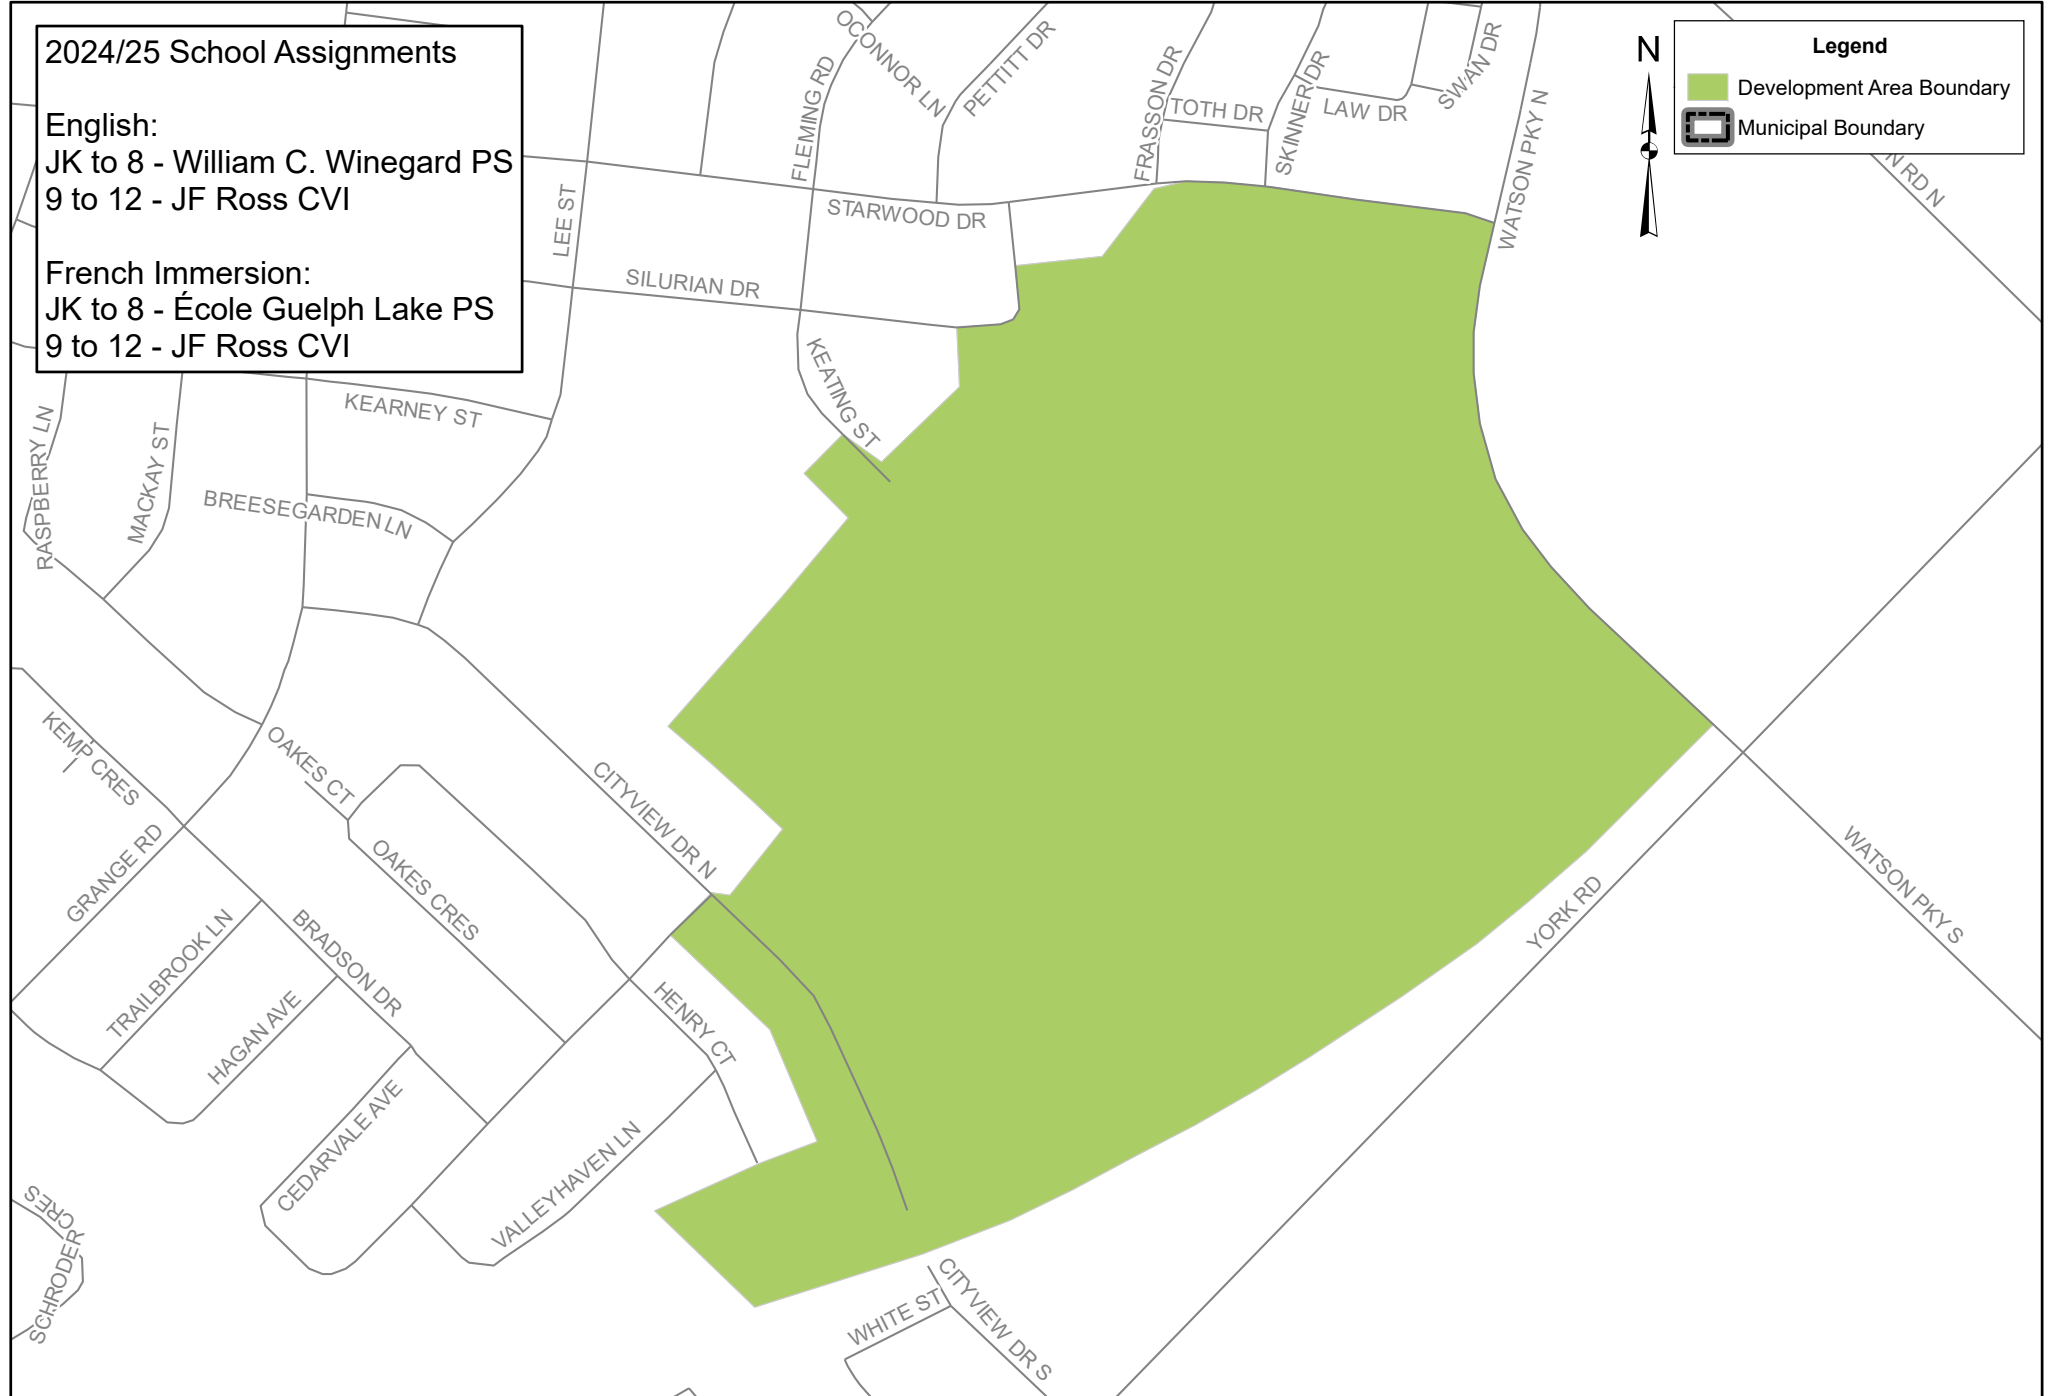 2024/25 School Assignments
English:
JK to 8 - William C. Winegard PS
9 to 12 - JF Ross CVI
French Immersion:
JK to 8 - École Guelph Lake PS
9 to 12 - JF Ross CVI
N
Legend
Development Area Boundary
Municipal Boundary
OCONNOR LN
PETTITT DR
FLEMING RD
FRASSON DR
TOTH DR
SKINNER DR
LAW DR
SWAN DR
WATSON PKY N
N RD N
LEE ST
STARWOOD DR
SILURIAN DR
KEATING ST
KEARNEY ST
RASPBERRY LN
MACKAY ST
BREESEGARDEN LN
KEMP CRES
OAKES CT
CITYVIEW DR N
GRANGE RD
OAKES CRES
TRAILBROOK LN
BRADSON DR
HAGAN AVE
HENRY CT
CEDARVALE AVE
VALLEYHAVEN LN
SCHRODER CRES
WHITE ST
CITYVIEW DR S
YORK RD
WATSON PKY S